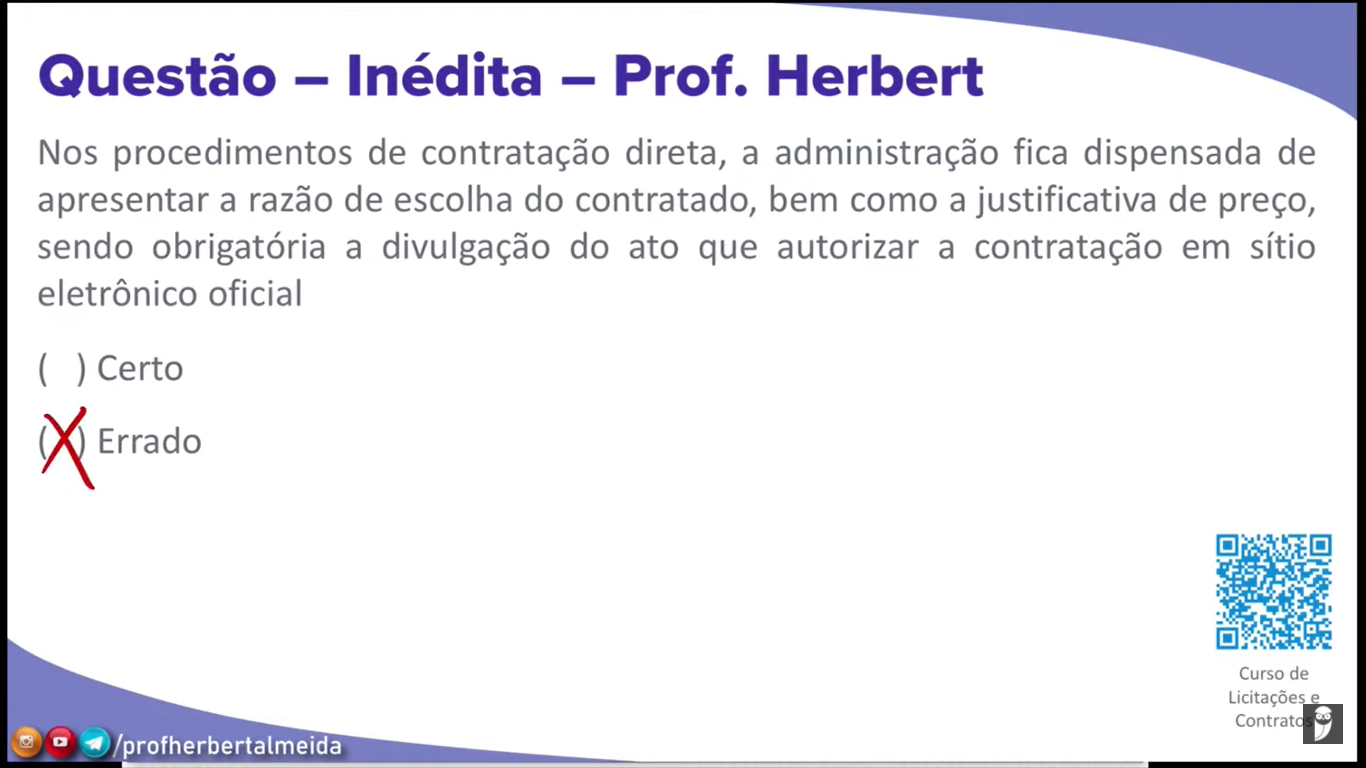 Questão – Inédita – Prof. Herbert
Nos procedimentos de contratação direta, a administração fica dispensada de
apresentar a razão de escolha do contratado, bem como a justificativa de preço,
sendo obrigatória a divulgação do ato que autorizar a contratação em sítio
eletrônico oficial
( ) Certo
(X) Errado
Curso de
Licitações e
Contratos
/profherbertalmeida